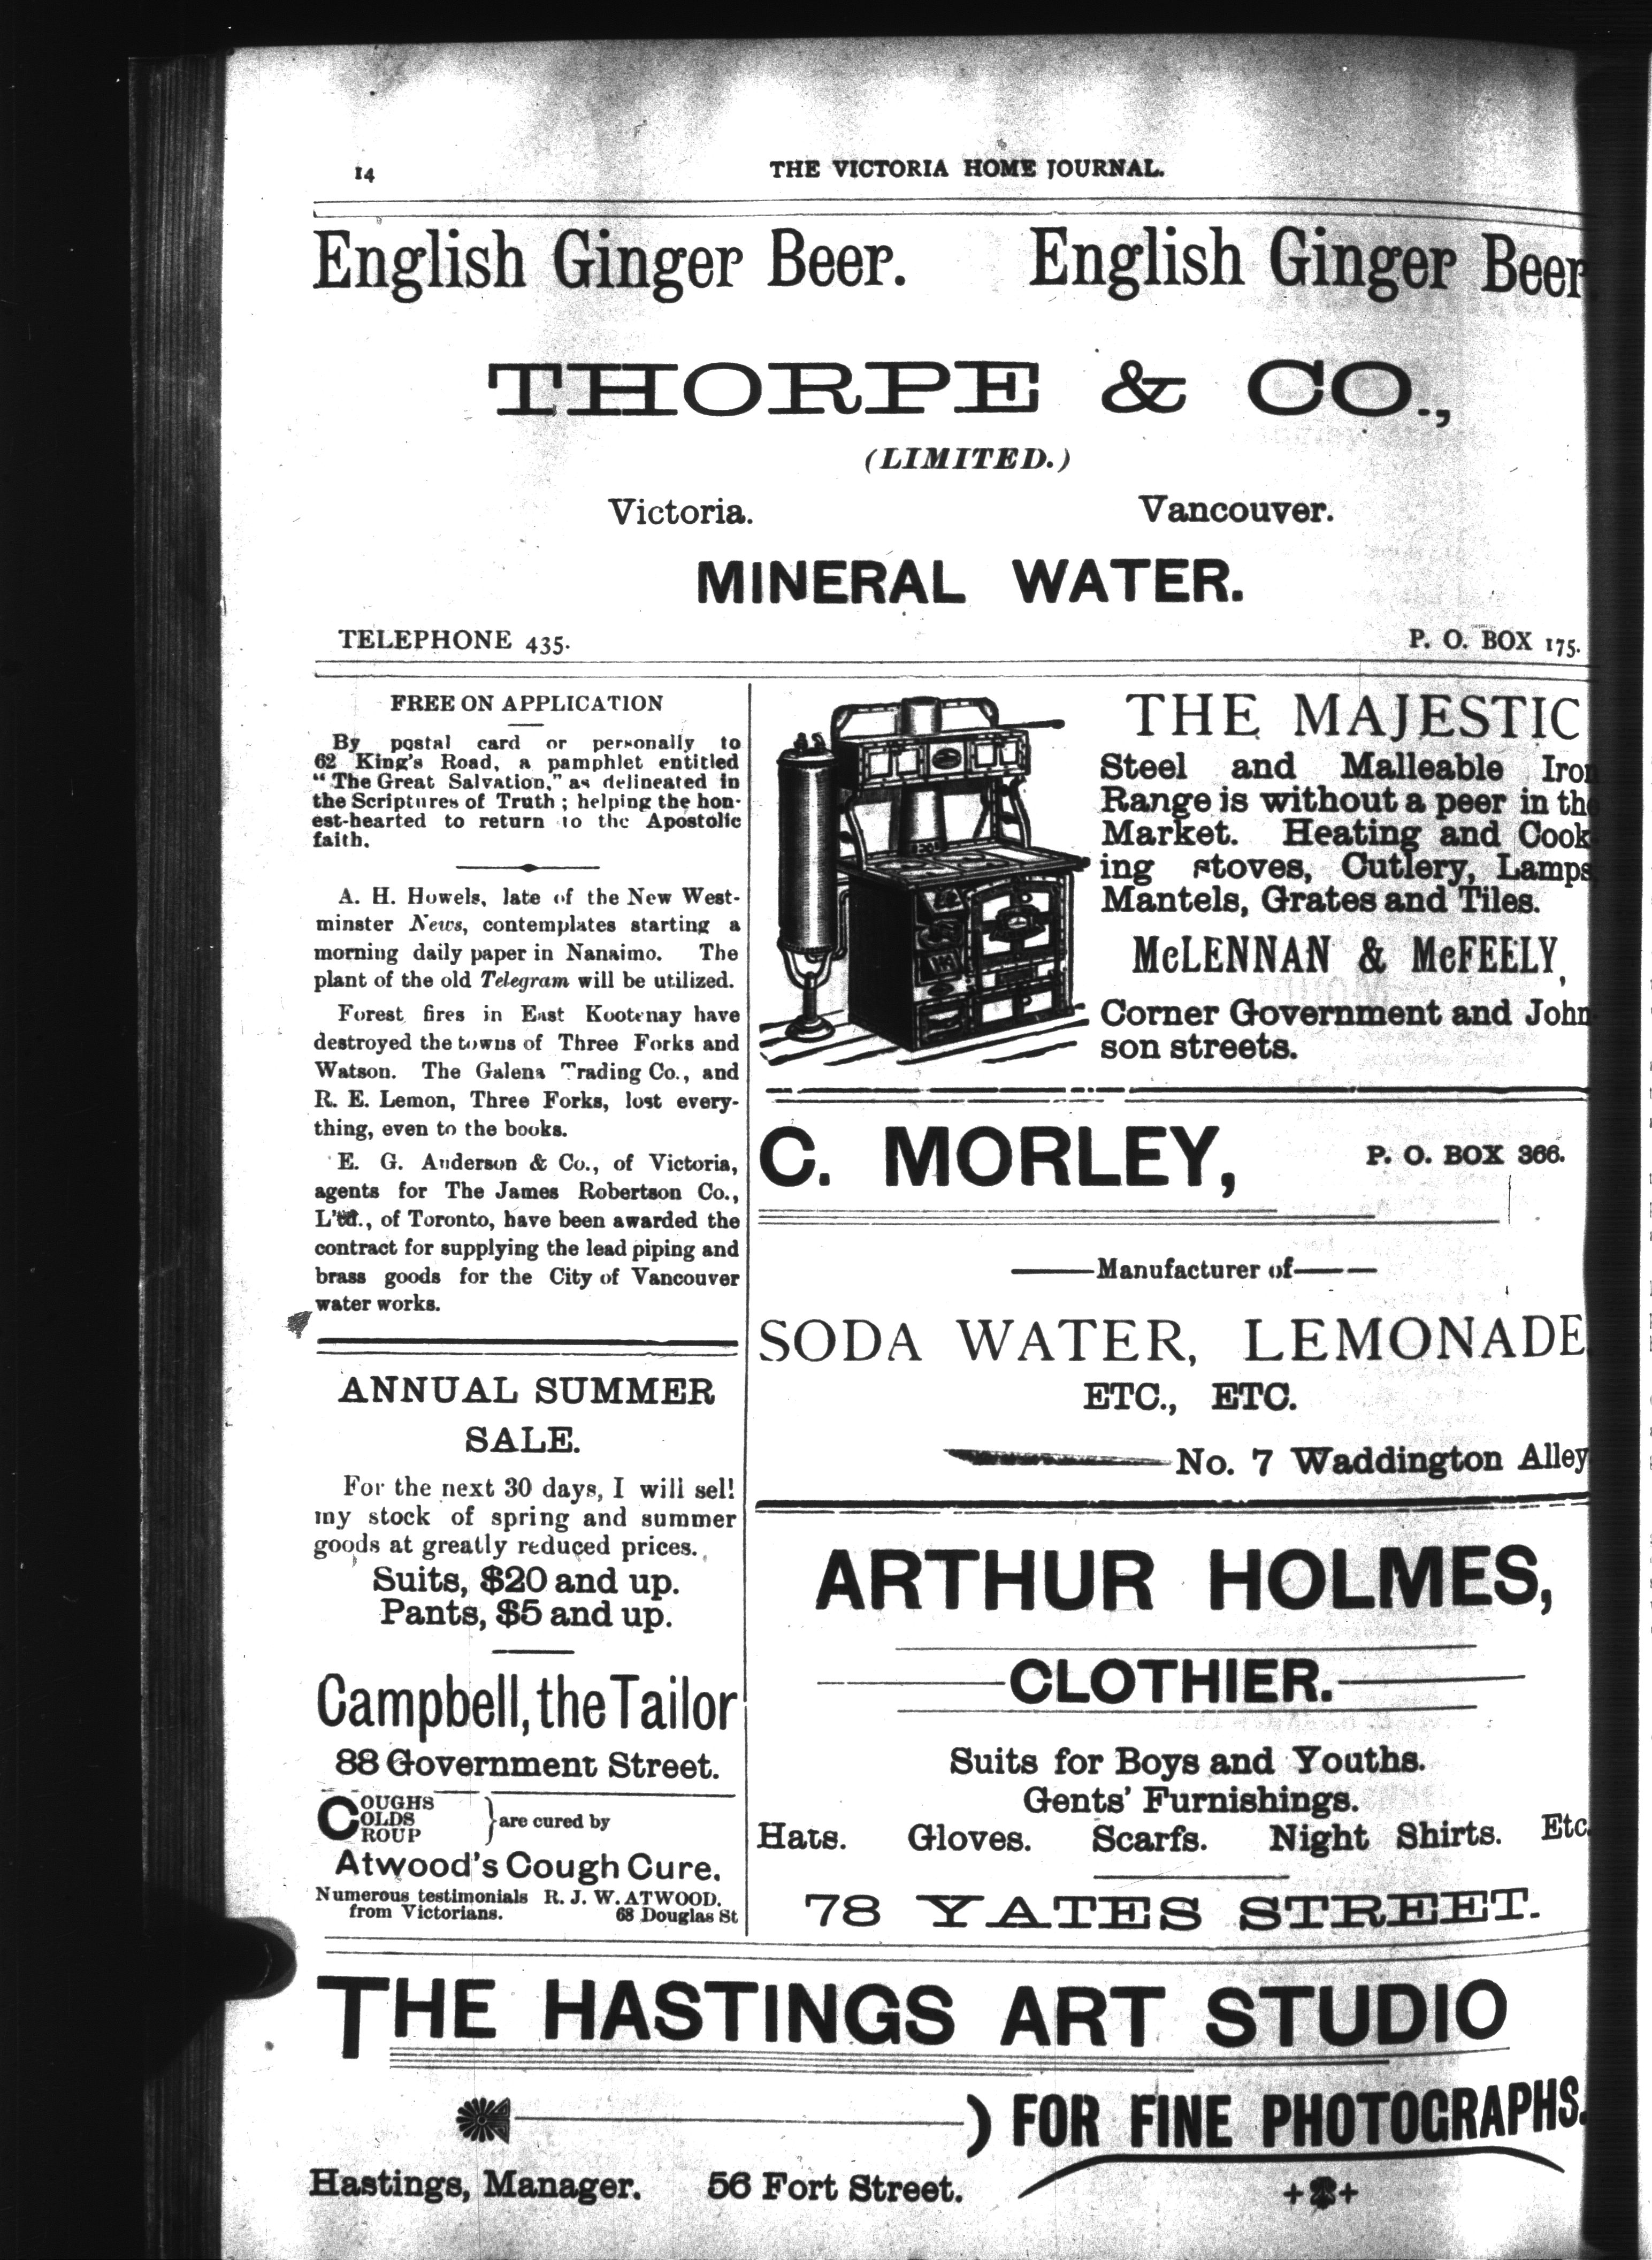 14
THE VICTORIA HOME JOURNAL.
English Ginger Beer. English Ginger Beer
THORPE & CO.,
(LIMITED.)
Victoria. Vancouver.
MINERAL WATER.
TELEPHONE 435. P. O. BOX 175.
FREE ON APPLICATION
By postal card or personally to
62 King's Road, a pamphlet entitled
"The Great Salvation," as delineated in
the Scriptures of Truth ; helping the hon-
est-hearted to return to the Apostolic
faith.
A. H. Howels, late of the New West-
minster News, contemplates starting a
morning daily paper in Nanaimo. The
plant of the old Telegram will be utilized.
Forest fires in East Kootenay have
destroyed the towns of Three Forks and
Watson. The Galena Trading Co., and
R. E. Lemon, Three Forks, lost every-
thing, even to the books.
E. G. Anderson & Co., of Victoria,
agents for The James Robertson Co.,
L'td., of Toronto, have been awarded the
contract for supplying the lead piping and
brass goods for the City of Vancouver
water works.
ANNUAL SUMMER
SALE.
For the next 30 days, I will sell
my stock of spring and summer
goods at greatly reduced prices.
Suits, $20 and up.
Pants, $5 and up.
Campbell, the Tailor
88 Government Street.
COUGHS
COLDS
CROUP
are cured by
Atwood's Cough Cure.
Numerous testimonials R. J. W. ATWOOD.
from Victorians. 68 Douglas St
THE MAJESTIC
Steel and Malleable Iron
Range is without a peer in the
Market. Heating and Cook-
ing stoves, Cutlery, Lamps
Mantels, Grates and Tiles.
McLENNAN & McFEELY,
Corner Government and John
son streets.
C. MORLEY, P. O. BOX 366.
Manufacturer of
SODA WATER, LEMONADE
ETC., ETC.
No. 7 Waddington Alley
ARTHUR HOLMES,
CLOTHIER.
Suits for Boys and Youths.
Gents' Furnishings.
Hats. Gloves. Scarfs. Night Shirts. Etc.
78 YATES STREET.
THE HASTINGS ART STUDIO
) FOR FINE PHOTOGRAPHS.
Hastings, Manager. 56 Fort Street.